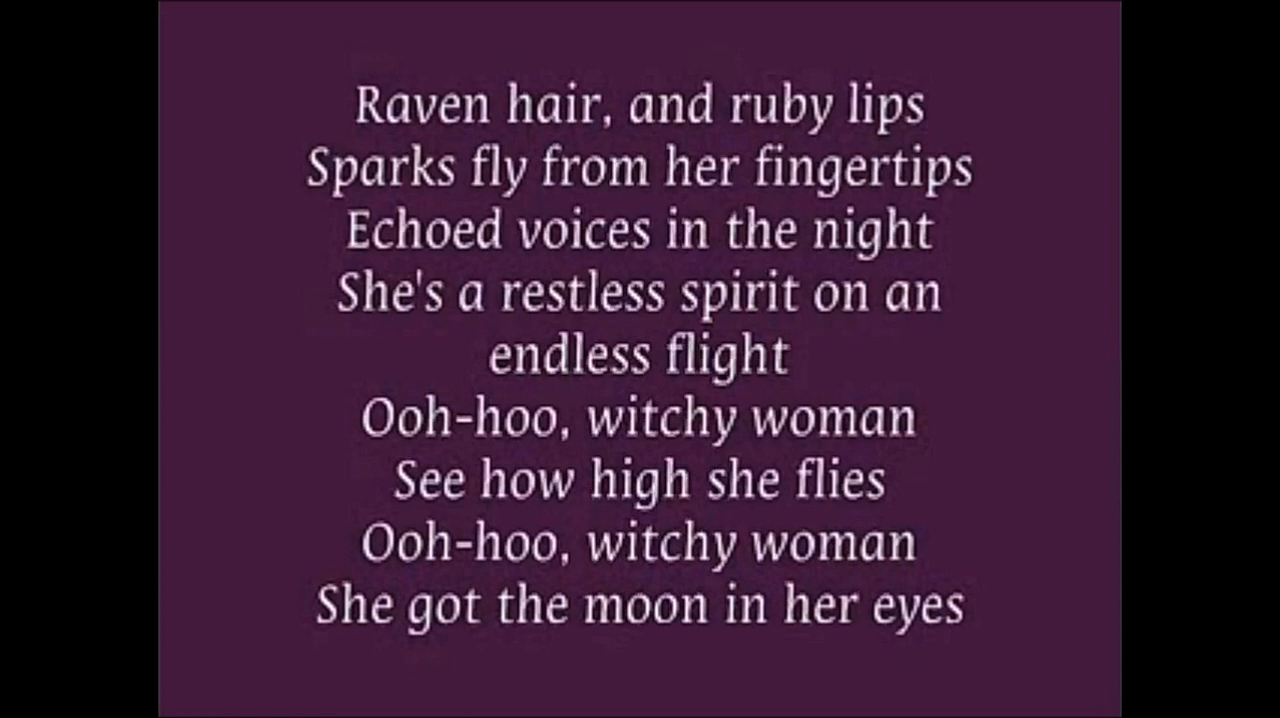 Raven hair, and ruby lips
Sparks fly from her fingertips
Echoed voices in the night
She's a restless spirit on an
endless flight
Ooh-hoo, witchy woman
See how high she flies
Ooh-hoo, witchy woman
She got the moon in her eyes